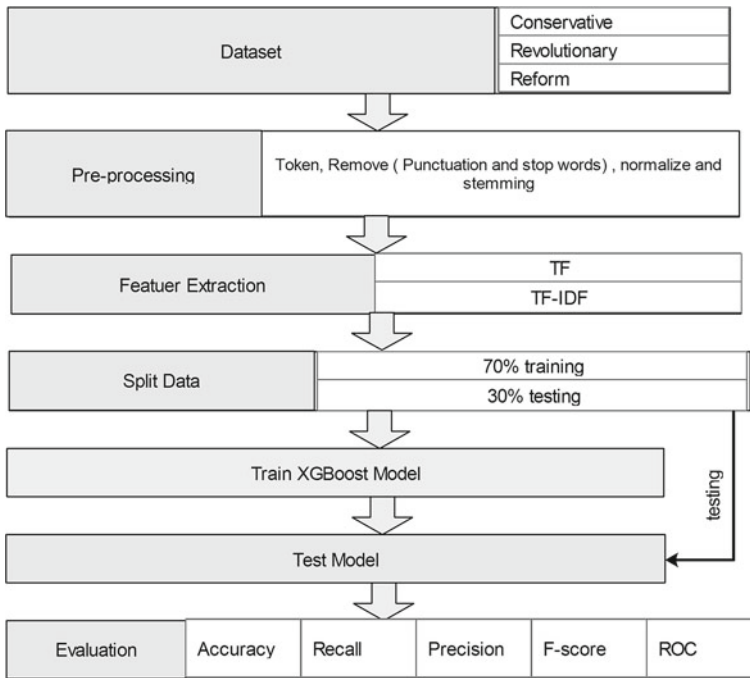 Dataset
Conservative
Revolutionary
Reform
Pre-processing
Token, Remove ( Punctuation and stop words) , normalize and
stemming
Featuer Extraction
TF
TF-IDF
Split Data
70% training
30% testing
Train XGBoost Model
testing
Test Model
Evaluation
Accuracy
Recall
Precision
F-score
ROC